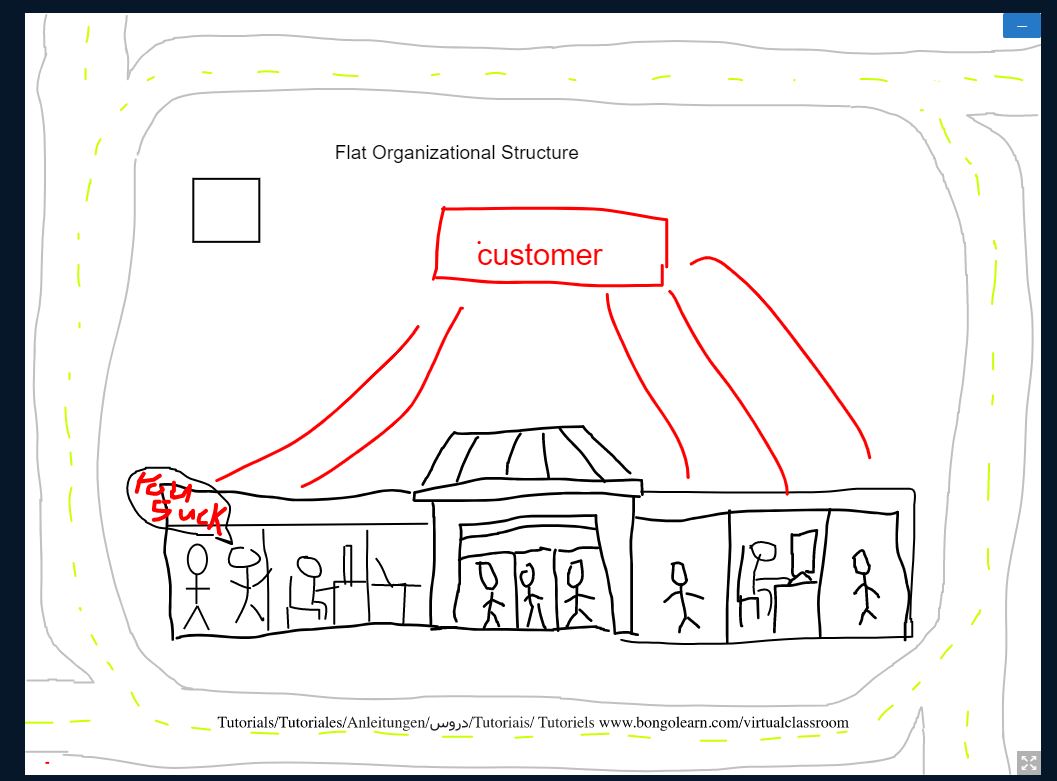 Flat Organizational Structure
customer
You
Suck
Tutorials/Tutoriales/Anleitungen/دروس/Tutoriais/ Tutoriels www.bongolearn.com/virtualclassroom